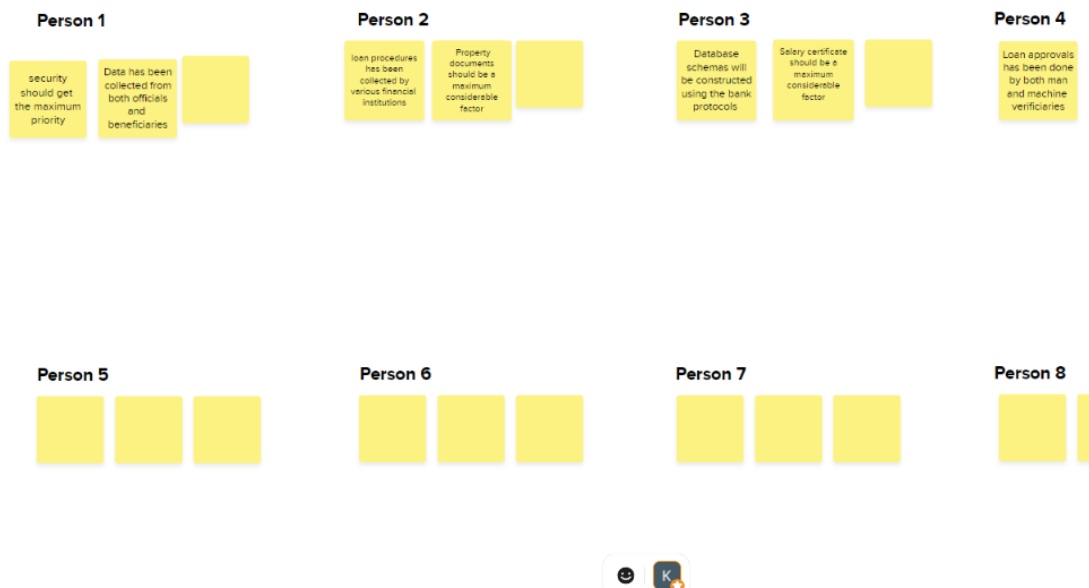 Person 1
Person 2
Person 3
Person 4
security
should get
the maximum
priority
Data has been
collected from
both officials
and
beneficiaries
loan procedures
has been
collected by
various financial
institutions
Property
documents
should be a
maximum
considerable
factor
Database
schemas will
be constructed
using the bank
protocols
Salary certificate
should be a
maximum
considerable
factor
Loan approvals
has been done
by both man
and machine
verificiaries
Person 5
Person 6
Person 7
Person 8
K